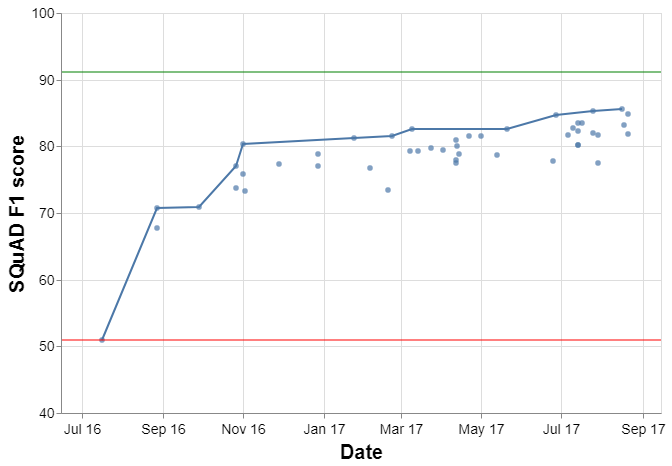 100
90
80
70
60
50
40
SQuAD F1 score
Jul 16
Sep 16
Nov 16
Jan 17
Mar 17
May 17
Jul 17
Sep 17
Date